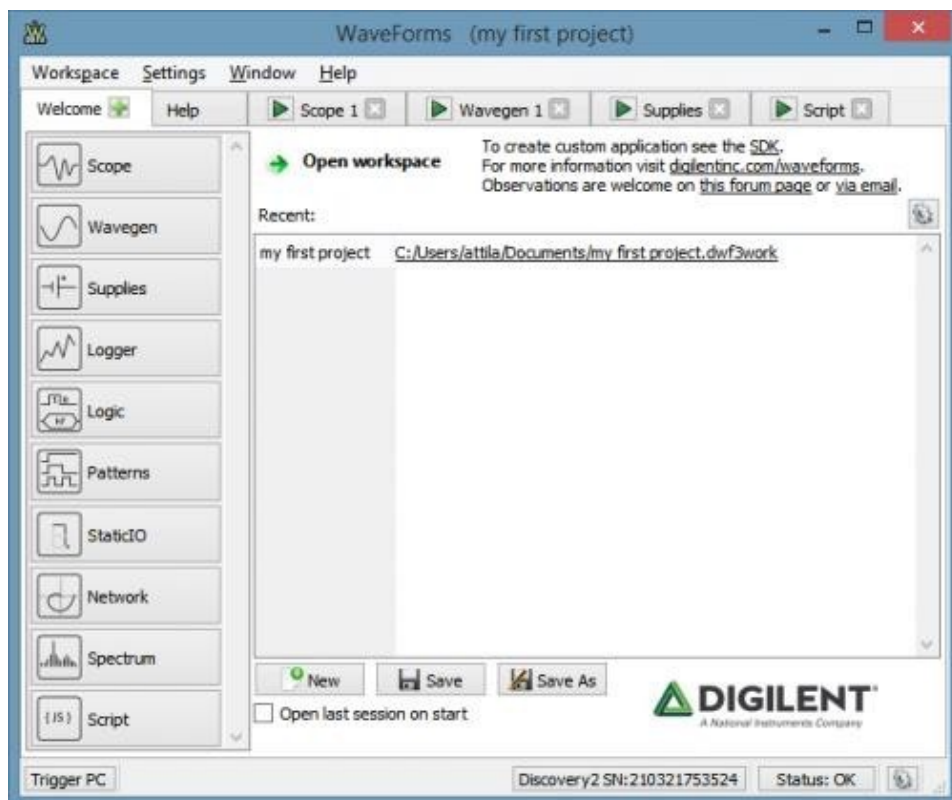 WaveForms (my first project)
Workspace Settings Window Help
Welcome Help Scope 1 Wavegen 1 Supplies Script
Scope
Wavegen
Supplies
Logger
Logic
Patterns
StaticIO
Network
Spectrum
{JS} Script
Open workspace
To create custom application see the SDK.
For more information visit digilentinc.com/waveforms.
Observations are welcome on this forum page or via email.
Recent:
my first project C:/Users/attila/Documents/my first project.dwf3work
New Save Save As
Open last session on start
DIGILENT
A National Instruments Company
Trigger PC Discovery2 SN:210321753524 Status: OK